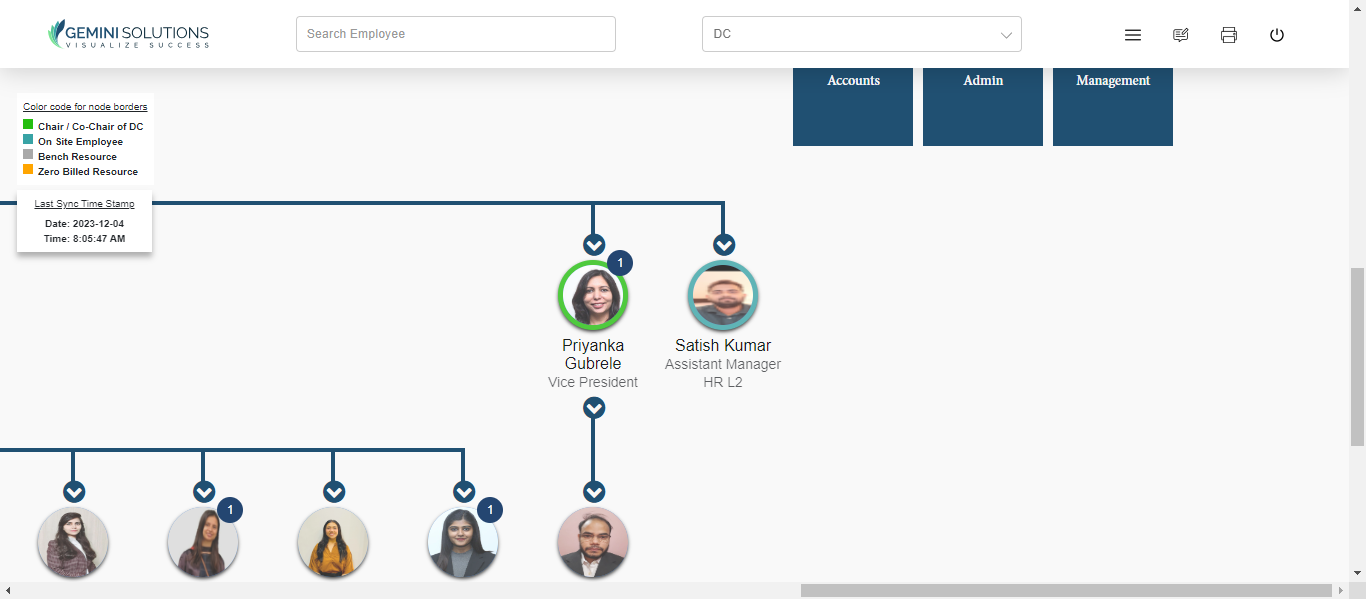 GEMINI SOLUTIONS
VISUALIZE SUCCESS
Search Employee
DC
Accounts
Admin
Management
Color code for node borders
Chair / Co-Chair of DC
On Site Employee
Bench Resource
Zero Billed Resource
Last Sync Time Stamp
Date: 2023-12-04
Time: 8:05:47 AM
1
Priyanka
Gubrele
Vice President
Satish Kumar
Assistant Manager
HR L2
1
1